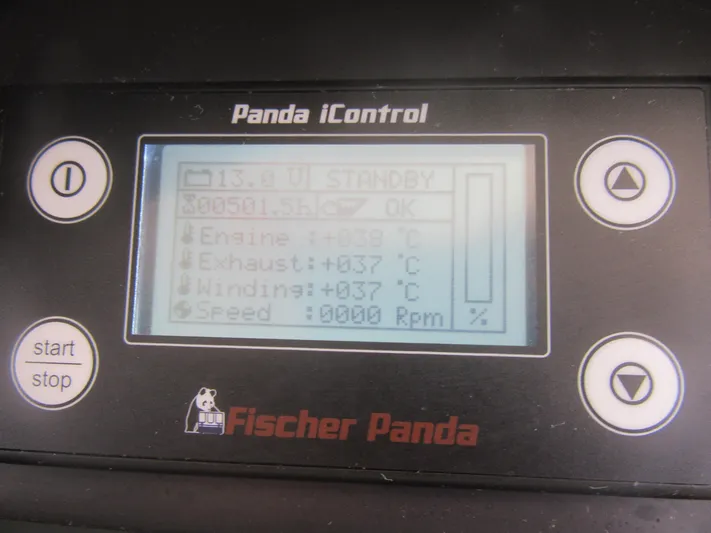 Panda iControl
13.0 V STANDBY
00501.5h OK
Engine :+038 °C
Exhaust:+037 °C
Winding:+037 °C
Speed :0000 Rpm
%
start
stop
Fischer Panda